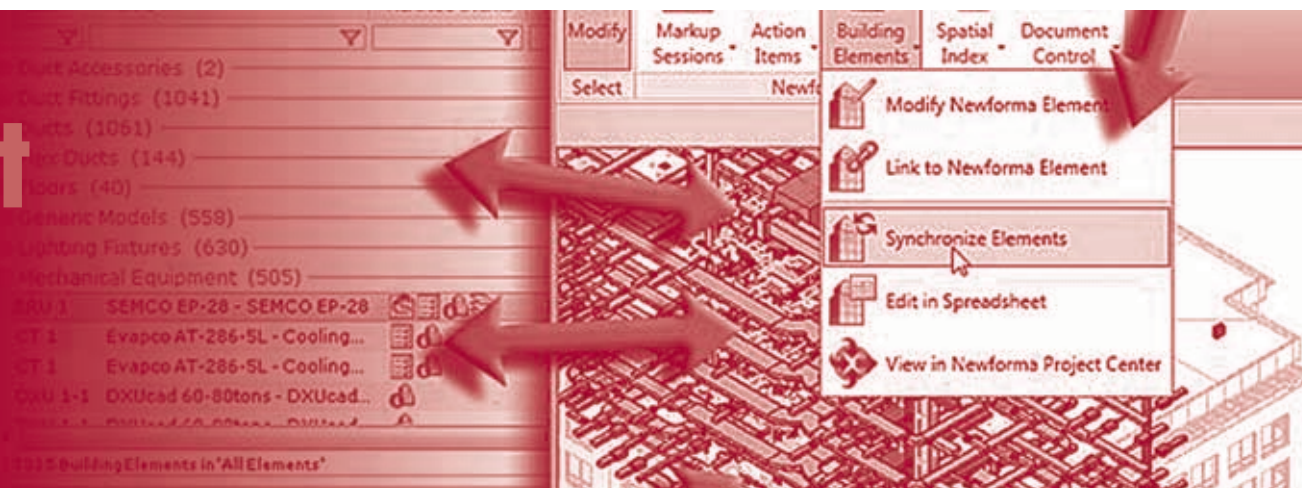 Duct Accessories (2)
Duct Fittings (1041)
Ducts (1061)
Flex Ducts (144)
Floors (40)
Generic Models (559)
Lighting Fixtures (630)
Mechanical Equipment (505)
ERU 1 SEMCO EP-28 - SEMCO EP-28
CT 1 Evapco AT-286-5L - Cooling...
CT 1 Evapco AT-286-5L - Cooling...
DXU 1-1 DXUcad 60-80tons - DXUcad...
Building Elements in "All Elements"
t
Modify
Markup Sessions
Action Items
Building Elements
Spatial Index
Document Control
Select
Newfo
Modify Newforma Element
Link to Newforma Element
Synchronize Elements
Edit in Spreadsheet
View in Newforma Project Center